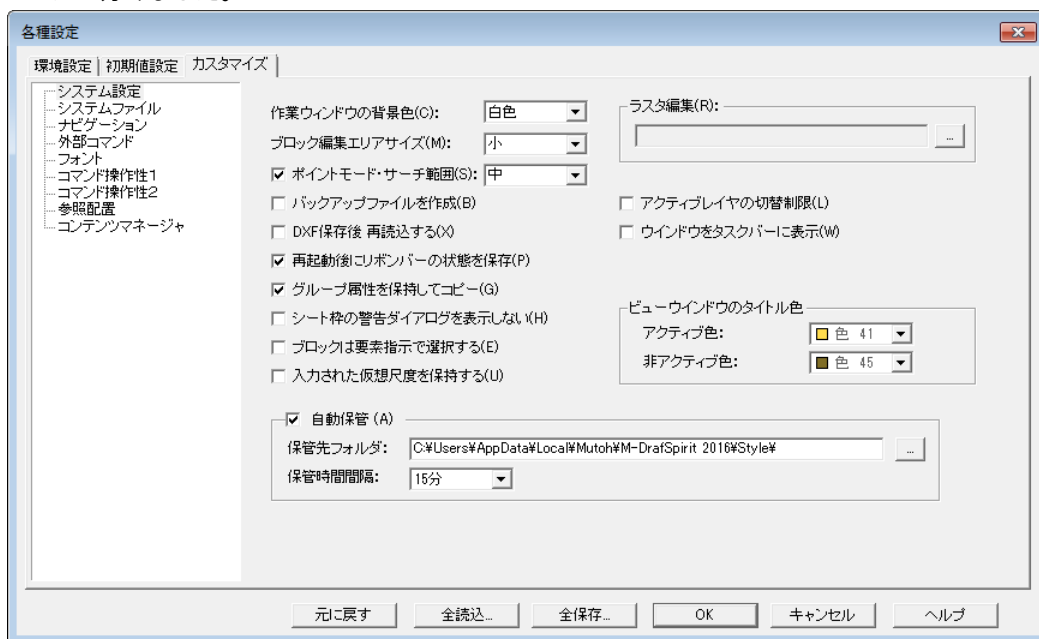 各種設定
環境設定 初期値設定 カスタマイズ
システム設定
システムファイル
ナビゲーション
外部コマンド
フォント
コマンド操作性1
コマンド操作性2
参照配置
コンテンツマネージャ
作業ウィンドウの背景色(C): 白色
ブロック編集エリアサイズ(M): 小
ポイントモード・サーチ範囲(S): 中
バックアップファイルを作成(B)
DXF保存後 再読込する(X)
再起動後にリボンバーの状態を保存(P)
グループ属性を保持してコピー(G)
シート枠の警告ダイアログを表示しない(H)
ブロックは要素指示で選択する(E)
入力された仮想尺度を保持する(U)
ラスタ編集(R):
...
アクティブレイヤの切替制限(L)
ウインドウをタスクバーに表示(W)
ビューウインドウのタイトル色
アクティブ色: 色 41
非アクティブ色: 色 45
自動保管 (A)
保管先フォルダ: C:¥Users¥AppData¥Local¥Mutoh¥M-DrafSpirit 2016¥Style¥ ...
保管時間間隔: 15分
元に戻す 全読込... 全保存... OK キャンセル ヘルプ